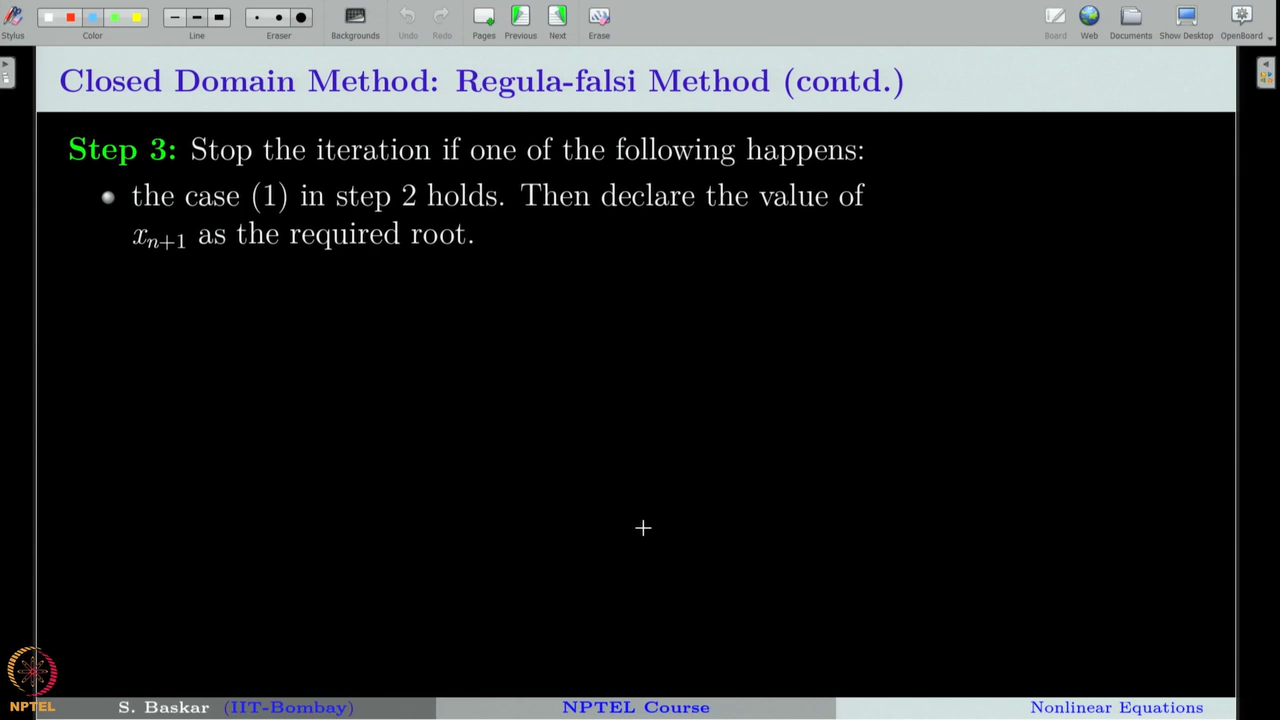 Stylus Color Line Eraser Backgrounds Undo Redo Pages Previous Next Erase Board Web Documents Show Desktop OpenBoard
Closed Domain Method: Regula-falsi Method (contd.)
Step 3: Stop the iteration if one of the following happens:
the case (1) in step 2 holds. Then declare the value of
xₙ₊₁ as the required root.
NPTEL
S. Baskar (IIT-Bombay) NPTEL Course Nonlinear Equations